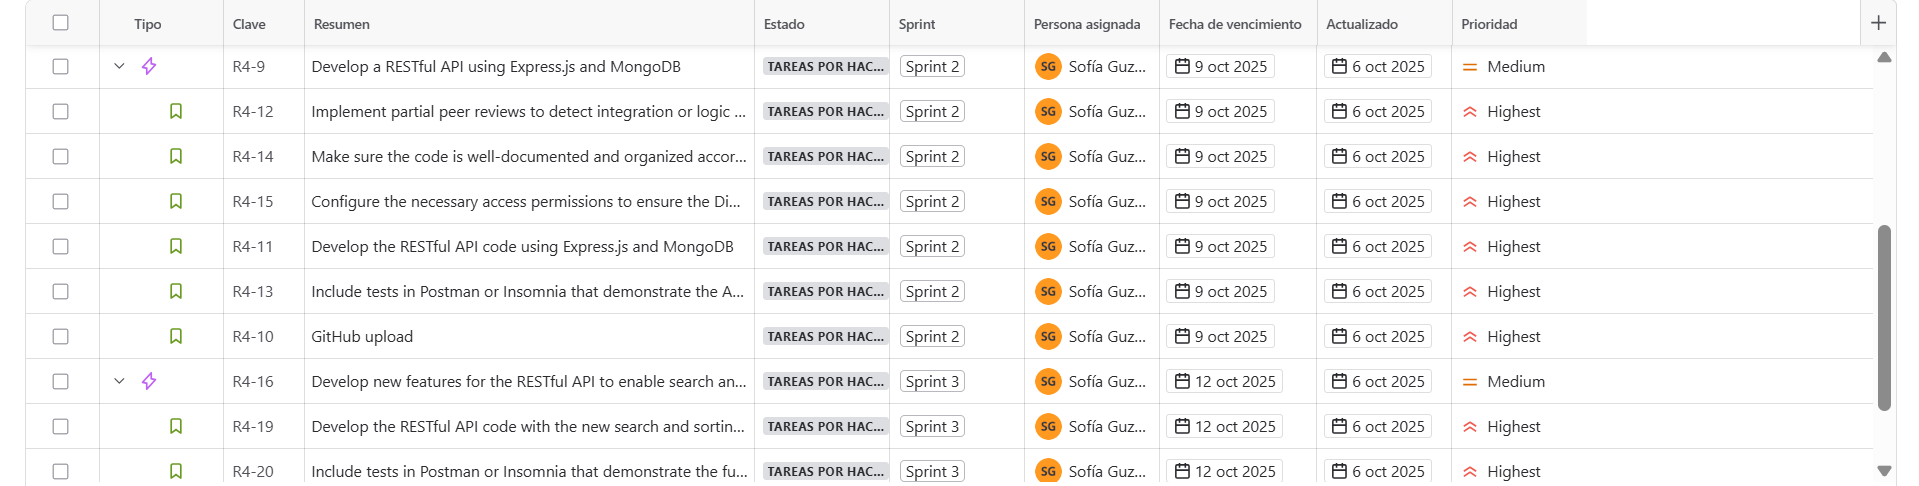 Tipo Clave Resumen Estado Sprint Persona asignada Fecha de vencimiento Actualizado Prioridad
R4-9 Develop a RESTful API using Express.js and MongoDB TAREAS POR HAC... Sprint 2 SG Sofía Guz... 9 oct 2025 6 oct 2025 Medium
R4-12 Implement partial peer reviews to detect integration or logic ... TAREAS POR HAC... Sprint 2 SG Sofía Guz... 9 oct 2025 6 oct 2025 Highest
R4-14 Make sure the code is well-documented and organized accor... TAREAS POR HAC... Sprint 2 SG Sofía Guz... 9 oct 2025 6 oct 2025 Highest
R4-15 Configure the necessary access permissions to ensure the Di... TAREAS POR HAC... Sprint 2 SG Sofía Guz... 9 oct 2025 6 oct 2025 Highest
R4-11 Develop the RESTful API code using Express.js and MongoDB TAREAS POR HAC... Sprint 2 SG Sofía Guz... 9 oct 2025 6 oct 2025 Highest
R4-13 Include tests in Postman or Insomnia that demonstrate the A... TAREAS POR HAC... Sprint 2 SG Sofía Guz... 9 oct 2025 6 oct 2025 Highest
R4-10 GitHub upload TAREAS POR HAC... Sprint 2 SG Sofía Guz... 9 oct 2025 6 oct 2025 Highest
R4-16 Develop new features for the RESTful API to enable search an... TAREAS POR HAC... Sprint 3 SG Sofía Guz... 12 oct 2025 6 oct 2025 Medium
R4-19 Develop the RESTful API code with the new search and sortin... TAREAS POR HAC... Sprint 3 SG Sofía Guz... 12 oct 2025 6 oct 2025 Highest
R4-20 Include tests in Postman or Insomnia that demonstrate the fu... TAREAS POR HAC... Sprint 3 SG Sofía Guz... 12 oct 2025 6 oct 2025 Highest